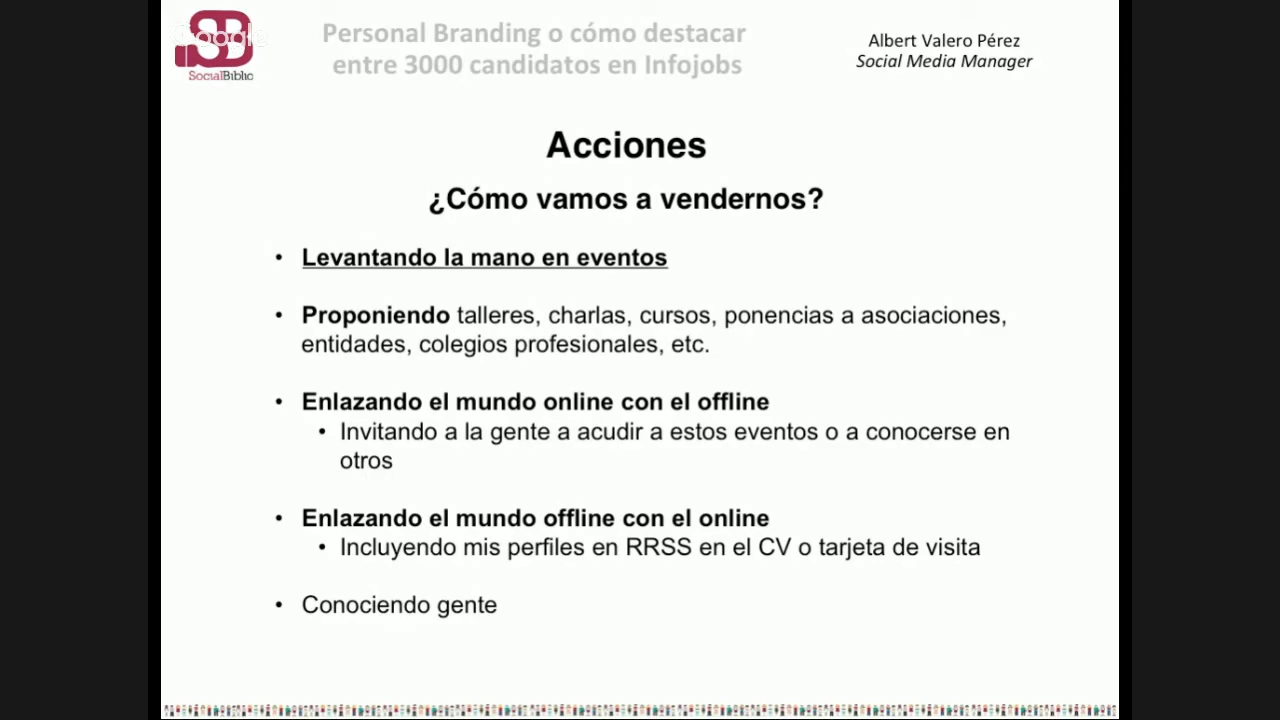 Google
SocialBiblio
Personal Branding o cómo destacar
entre 3000 candidatos en Infojobs
Albert Valero Pérez
Social Media Manager
Acciones
¿Cómo vamos a vendernos?
• Levantando la mano en eventos
• Proponiendo talleres, charlas, cursos, ponencias a asociaciones,
entidades, colegios profesionales, etc.
• Enlazando el mundo online con el offline
• Invitando a la gente a acudir a estos eventos o a conocerse en
otros
• Enlazando el mundo offline con el online
• Incluyendo mis perfiles en RRSS en el CV o tarjeta de visita
• Conociendo gente